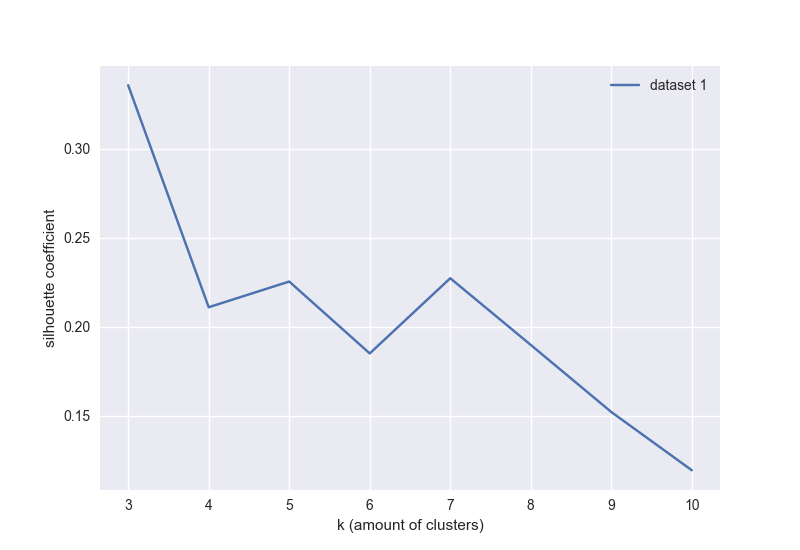 dataset 1
0.30
0.25
0.20
0.15
silhouette coefficient
3 4 5 6 7 8 9 10
k (amount of clusters)